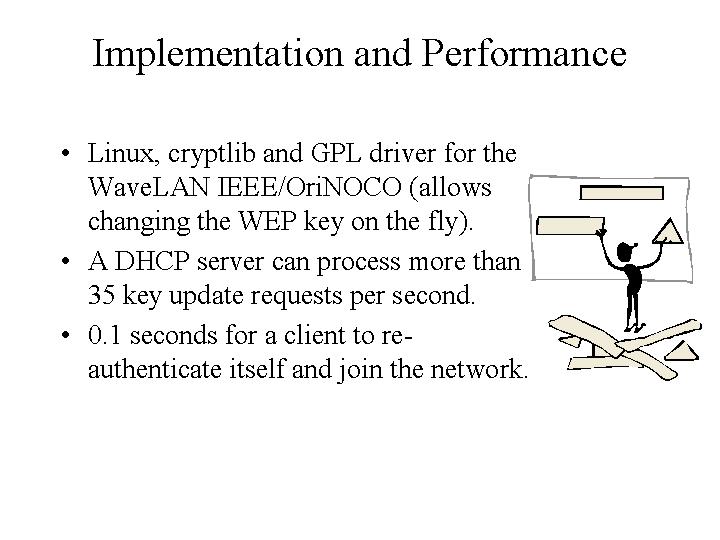 Implementation and Performance
• Linux, cryptlib and GPL driver for the
Wave.LAN IEEE/Ori.NOCO (allows
changing the WEP key on the fly).
• A DHCP server can process more than
35 key update requests per second.
• 0.1 seconds for a client to re-
authenticate itself and join the network.